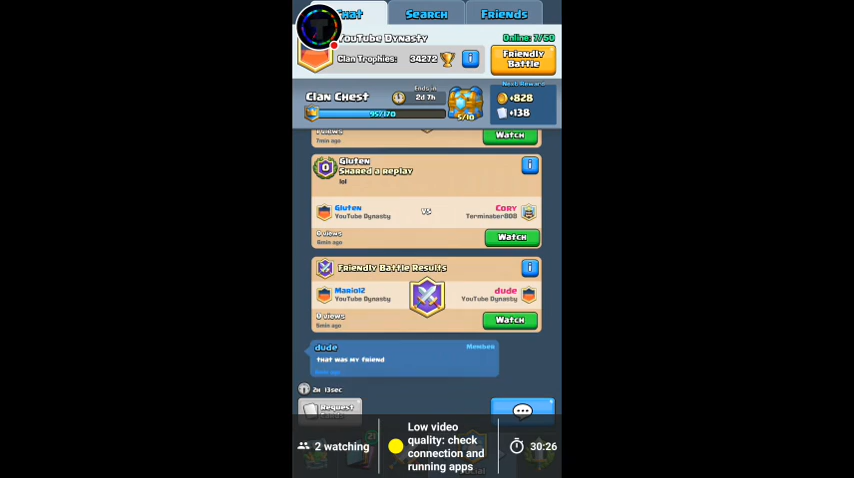 Chat
Search
Friends
YouTube Dynasty
Online: 7/50
Clan Trophies:
34272
Friendly
Battle
Clan Chest
Ends in
2d 7h
Next Reward
95/170
5/10
+828
+138
Watch
7min ago
Gluten
Shared a replay
lol
Gluten
YouTube Dynasty
vs
Cory
Terminster808
0 views
6min ago
Watch
Friendly Battle Results
Mario12
YouTube Dynasty
dude
YouTube Dynasty
0 views
5min ago
Watch
dude
Member
that was my friend
2h 13sec
Request
2 watching
Low video
quality: check
connection and
running apps
30:26